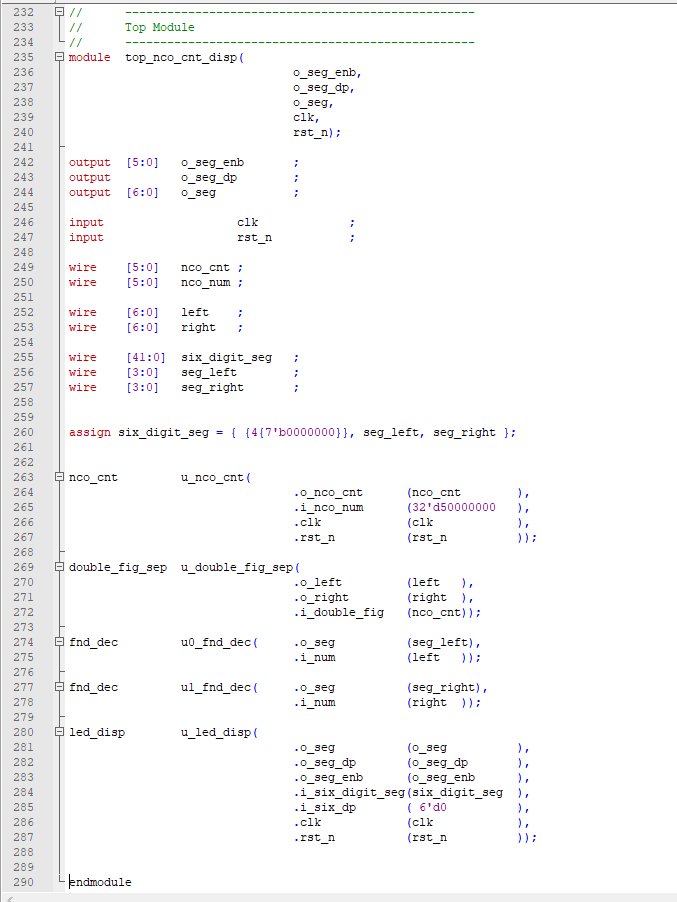 232 // --------------------------------------------------
233 // Top Module
234 // --------------------------------------------------
235 module top_nco_cnt_disp(
236 o_seg_enb,
237 o_seg_dp,
238 o_seg,
239 clk,
240 rst_n);
241
242 output [5:0] o_seg_enb ;
243 output o_seg_dp ;
244 output [6:0] o_seg ;
245
246 input clk ;
247 input rst_n ;
248
249 wire [5:0] nco_cnt ;
250 wire [5:0] nco_num ;
251
252 wire [6:0] left ;
253 wire [6:0] right ;
254
255 wire [41:0] six_digit_seg ;
256 wire [3:0] seg_left ;
257 wire [3:0] seg_right ;
258
259
260 assign six_digit_seg = { {4{7'b0000000}}, seg_left, seg_right };
261
262
263 nco_cnt u_nco_cnt(
264 .o_nco_cnt (nco_cnt ),
265 .i_nco_num (32'd50000000 ),
266 .clk (clk ),
267 .rst_n (rst_n ));
268
269 double_fig_sep u_double_fig_sep(
270 .o_left (left ),
271 .o_right (right ),
272 .i_double_fig (nco_cnt));
273
274 fnd_dec u0_fnd_dec( .o_seg (seg_left),
275 .i_num (left ));
276
277 fnd_dec u1_fnd_dec( .o_seg (seg_right),
278 .i_num (right ));
279
280 led_disp u_led_disp(
281 .o_seg (o_seg ),
282 .o_seg_dp (o_seg_dp ),
283 .o_seg_enb (o_seg_enb ),
284 .i_six_digit_seg(six_digit_seg ),
285 .i_six_dp ( 6'd0 ),
286 .clk (clk ),
287 .rst_n (rst_n ));
288
289
290 endmodule